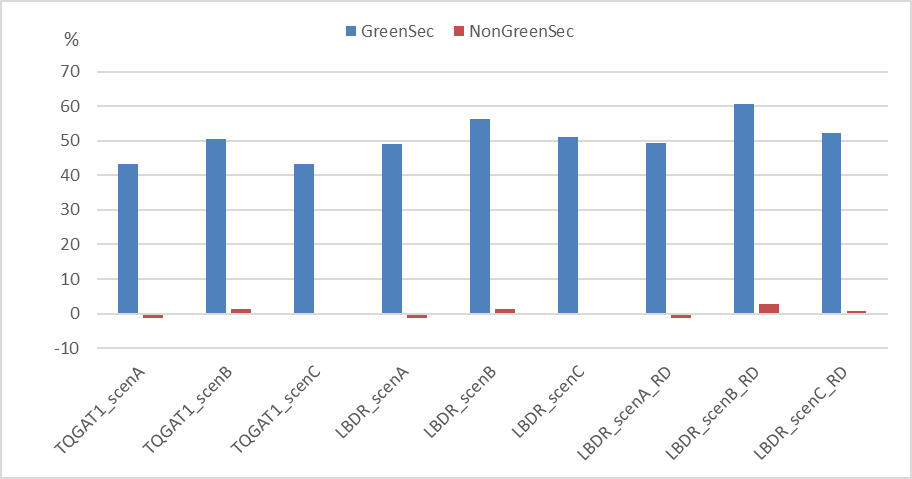 GreenSec NonGreenSec
%
70
60
50
40
30
20
10
0
-10
TQGAT1_scenA
TQGAT1_scenB
TQGAT1_scenC
LBDR_scenA
LBDR_scenB
LBDR_scenC
LBDR_scenA_RD
LBDR_scenB_RD
LBDR_scenC_RD